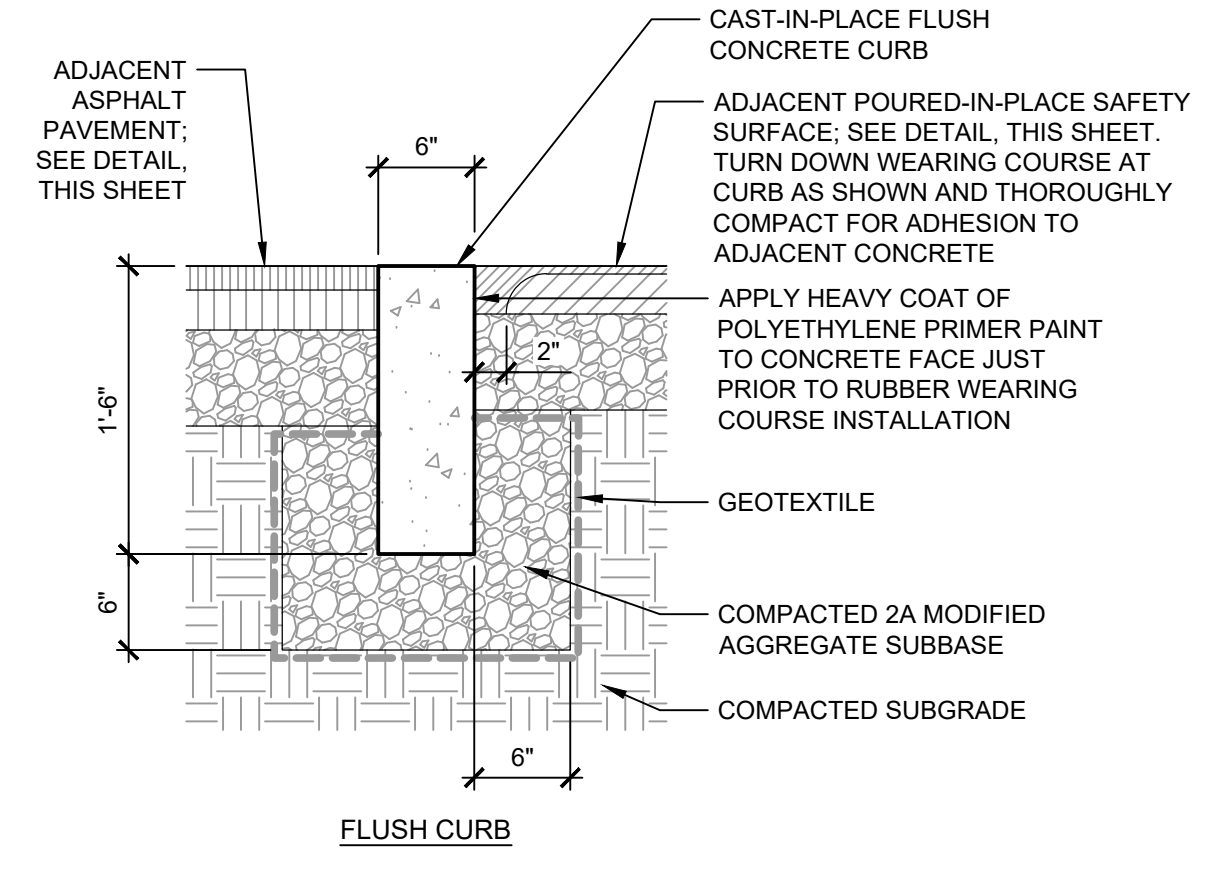 CAST-IN-PLACE FLUSH
CONCRETE CURB
ADJACENT
ASPHALT
PAVEMENT;
SEE DETAIL,
THIS SHEET
6"
ADJACENT POURED-IN-PLACE SAFETY
SURFACE; SEE DETAIL, THIS SHEET.
TURN DOWN WEARING COURSE AT
CURB AS SHOWN AND THOROUGHLY
COMPACT FOR ADHESION TO
ADJACENT CONCRETE
APPLY HEAVY COAT OF
POLYETHYLENE PRIMER PAINT
TO CONCRETE FACE JUST
PRIOR TO RUBBER WEARING
COURSE INSTALLATION
2"
1'-6"
GEOTEXTILE
6"
COMPACTED 2A MODIFIED
AGGREGATE SUBBASE
COMPACTED SUBGRADE
6"
FLUSH CURB